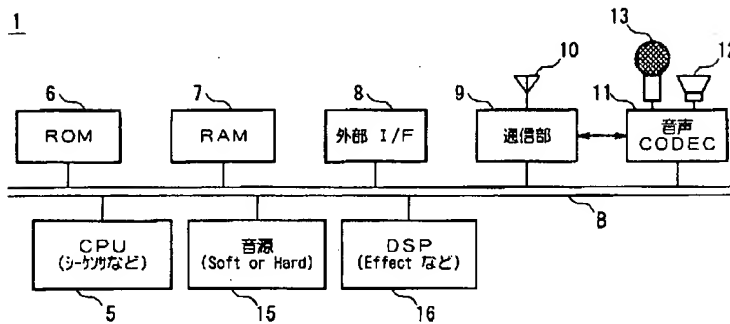 1
13
10
12
6
7
8
9
11
ROM
RAM
外部 I/F
通信部
音声
CODEC
B
CPU
(シーケンサなど)
音源
(Soft or Hard)
DSP
(Effect など)
5
15
16